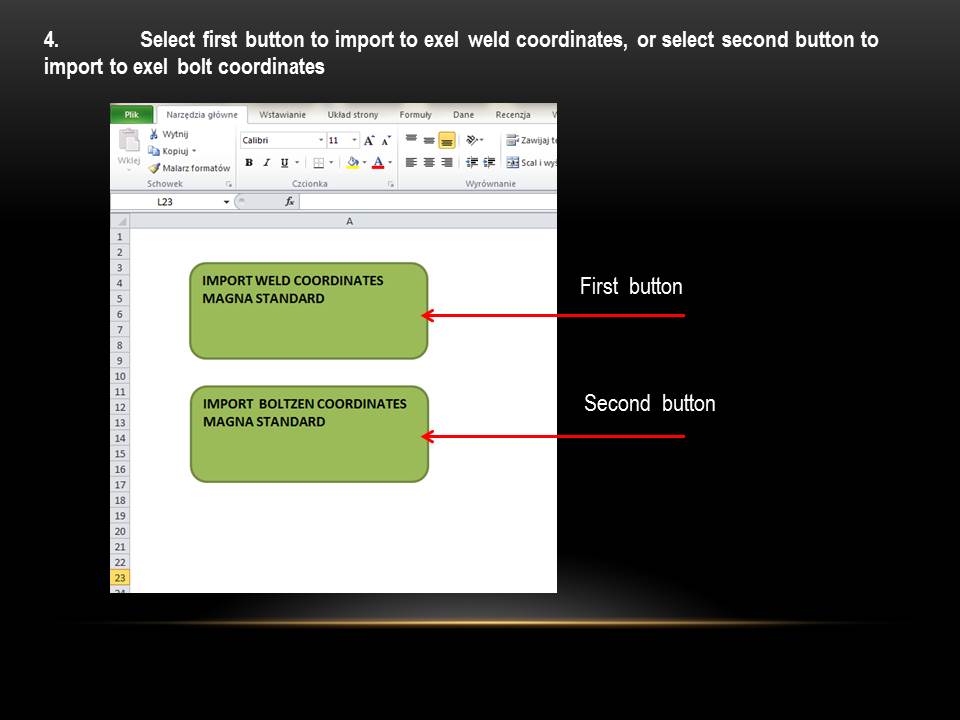 4. Select first button to import to exel weld coordinates, or select second button to
import to exel bolt coordinates
Plik Narzędzia główne Wstawianie Układ strony Formuły Dane Recenzja
Wklej
Wytnij
Kopiuj
Malarz formatów
Schowek
Calibri 11
B I U
Czcionka
Zawijaj
Scal i
Wyrównanie
L23 fx
A
1
2
3
4
5
6
7
8
9
10
11
12
13
14
15
16
17
18
19
20
21
22
23
IMPORT WELD COORDINATES
MAGNA STANDARD
First button
IMPORT BOLTZEN COORDINATES
MAGNA STANDARD
Second button